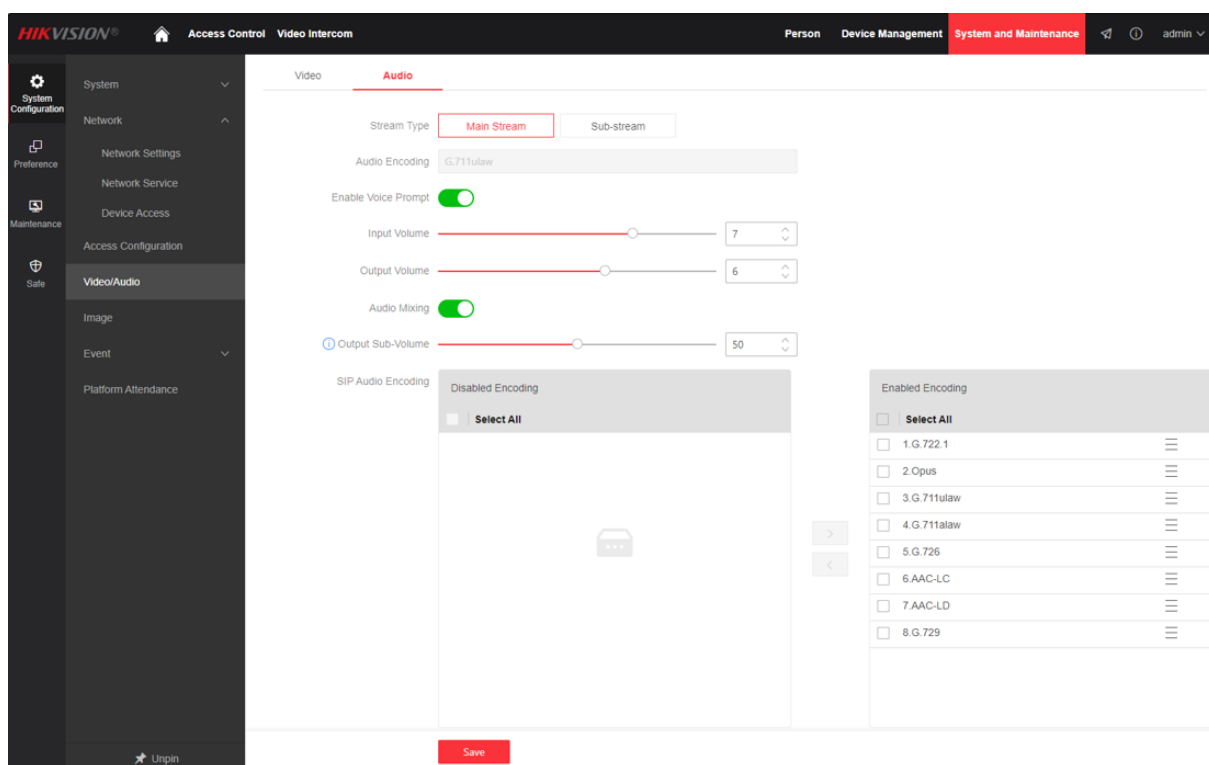 HIKVISION®
Access Control Video Intercom Person Device Management System and Maintenance admin
System Configuration
Preference
Maintenance
Safe
System
Network
Network Settings
Network Service
Device Access
Access Configuration
Video/Audio
Image
Event
Platform Attendance
Unpin
Video Audio
Stream Type Main Stream Sub-stream
Audio Encoding G.711ulaw
Enable Voice Prompt
Input Volume 7
Output Volume 6
Audio Mixing
Output Sub-Volume 50
SIP Audio Encoding
Disabled Encoding
Select All
Enabled Encoding
Select All
1.G.722.1
2.Opus
3.G.711ulaw
4.G.711alaw
5.G.726
6.AAC-LC
7.AAC-LD
8.G.729
Save